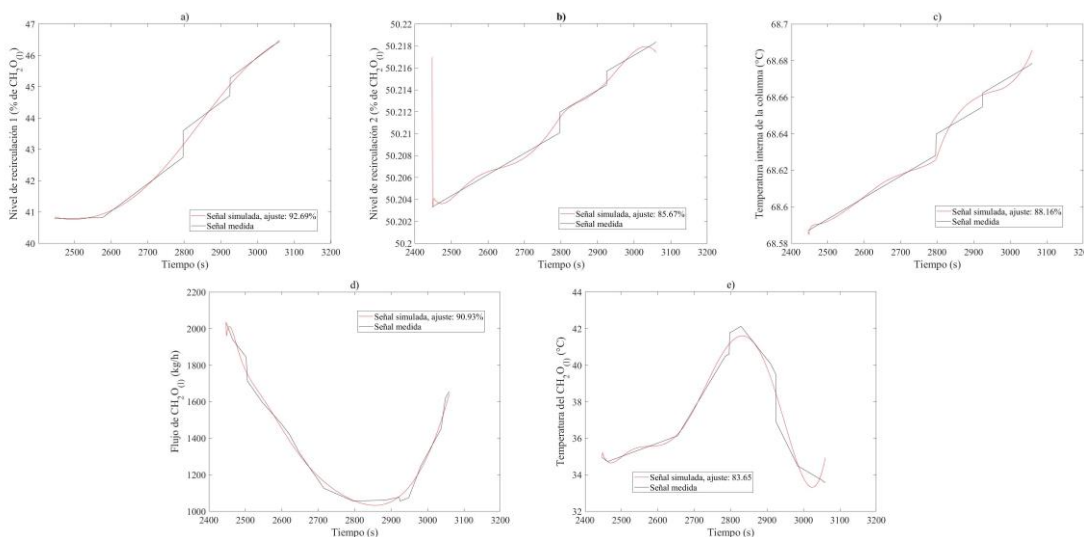 a)
47
46
45
44
43
42
41
40
Nivel de recirculación 1 (% de CH2O(l))
2400 2500 2600 2700 2800 2900 3000 3100 3200
Tiempo (s)
Señal simulada, ajuste: 92.69%
Señal medida
b)
50.22
50.218
50.216
50.214
50.212
50.21
50.208
50.206
50.204
50.202
50.2
Nivel de recirculación 2 (% de CH2O(l))
2400 2500 2600 2700 2800 2900 3000 3100 3200
Tiempo (s)
Señal simulada, ajuste: 85.67%
Señal medida
c)
68.7
68.68
68.66
68.64
68.62
68.6
68.58
Temperatura interna de la columna (°C)
2400 2500 2600 2700 2800 2900 3000 3100 3200
Tiempo (s)
Señal simulada, ajuste: 88.16%
Señal medida
d)
2200
2000
1800
1600
1400
1200
1000
Flujo de CH2O(l) (kg/h)
2400 2500 2600 2700 2800 2900 3000 3100 3200
Tiempo (s)
Señal simulada, ajuste: 90.93%
Señal medida
e)
44
42
40
38
36
34
32
Temperatura del CH2O(l) (°C)
2400 2500 2600 2700 2800 2900 3000 3100 3200
Tiempo (s)
Señal simulada, ajuste: 83.65
Señal medida